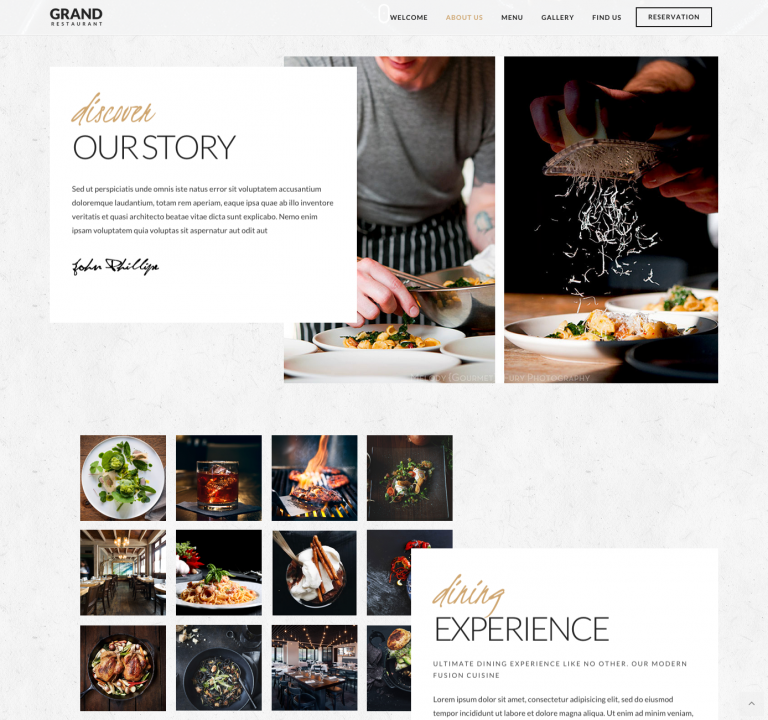 GRAND
RESTAURANT
WELCOME
ABOUT US
MENU
GALLERY
FIND US
RESERVATION
discover
OUR STORY
Sed ut perspiciatis unde omnis iste natus error sit voluptatem accusantium
doloremque laudantium, totam rem aperiam, eaque ipsa quae ab illo inventore
veritatis et quasi architecto beatae vitae dicta sunt explicabo. Nemo enim
ipsam voluptatem quia voluptas sit aspernatur aut odit aut
John Phillips
Photography
dining
EXPERIENCE
ULTIMATE DINING EXPERIENCE LIKE NO OTHER. OUR MODERN
FUSION CUISINE
Lorem ipsum dolor sit amet, consectetur adipisicing elit, sed do eiusmod
tempor incididunt ut labore et dolore magna aliqua. Ut enim ad minim veniam,